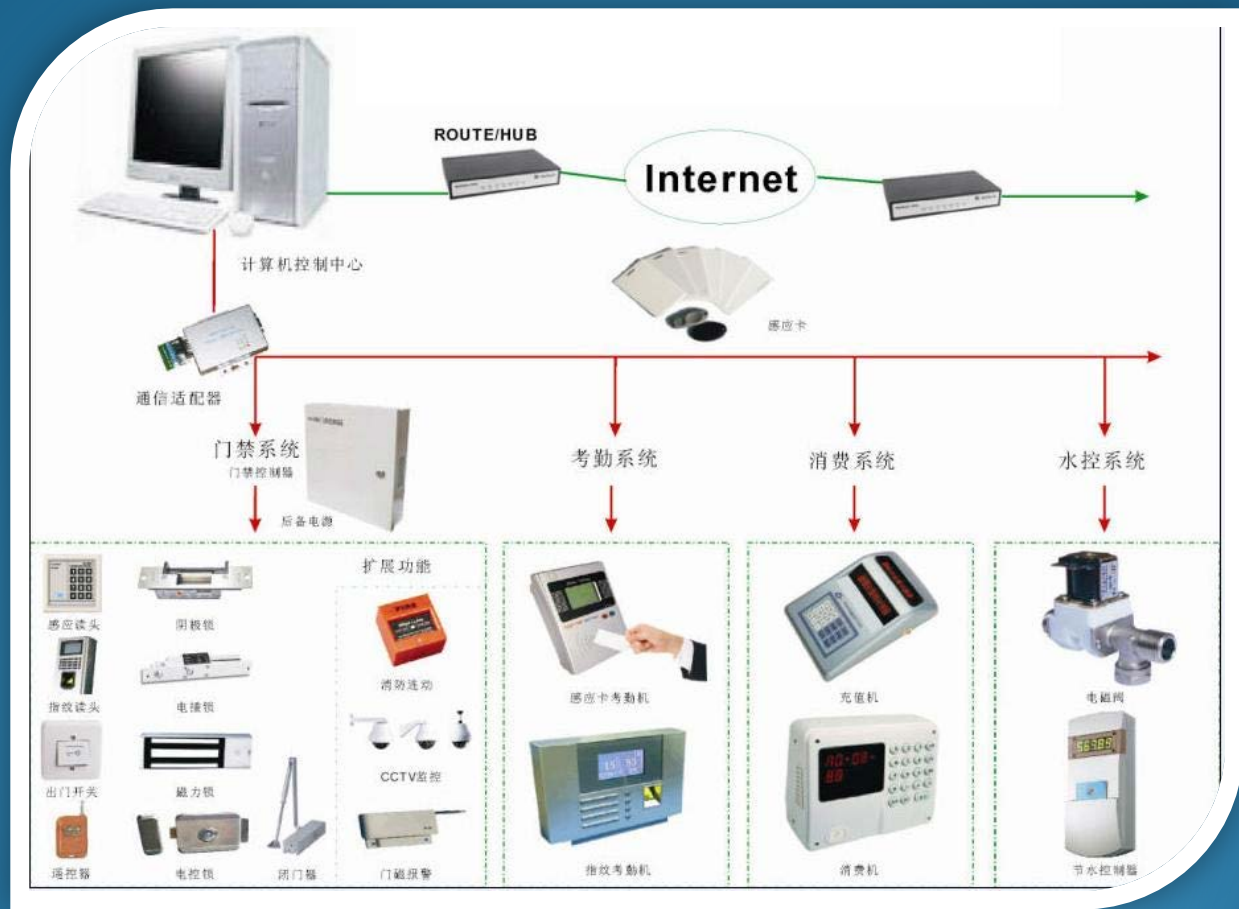 ROUTE/HUB
Internet
计算机控制中心
感应卡
通信适配器
门禁系统
门禁控制器
后备电源
考勤系统
消费系统
水控系统
扩展功能
感应读头
阴极锁
FIRE
消防连动
指纹读头
电插锁
感应卡考勤机
充值机
电磁阀
出门开关
磁力锁
CCTV监控
遥控器
电控锁
闭门器
门磁报警
指纹考勤机
消费机
节水控制器